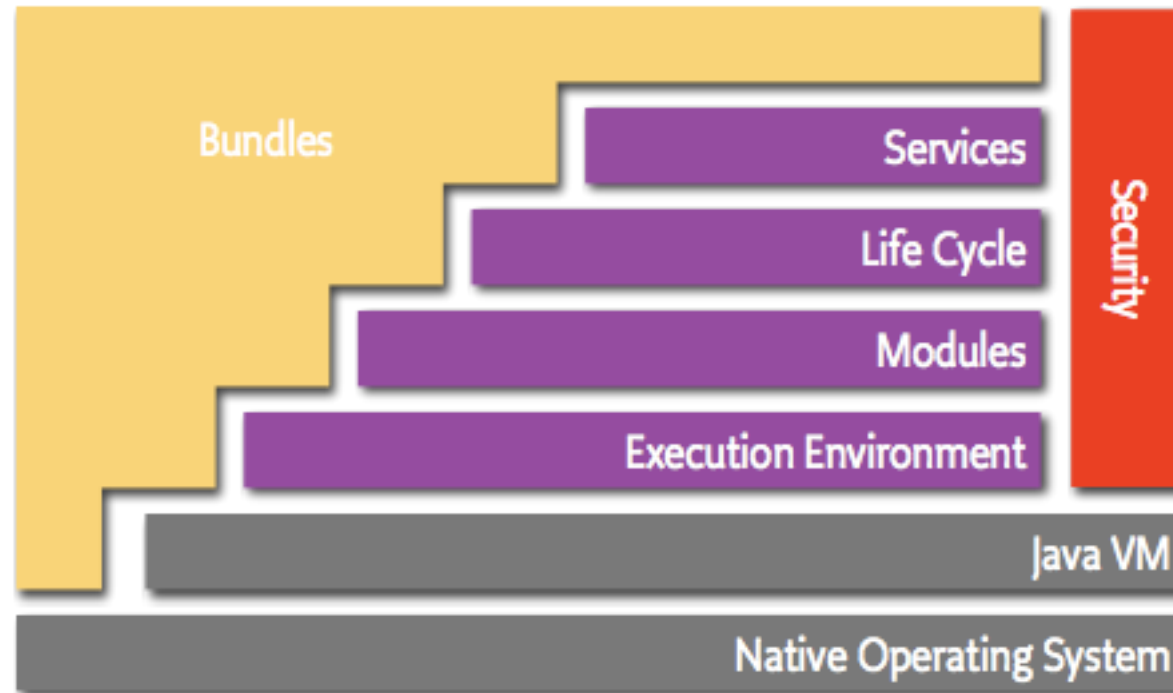 Bundles
Services
Life Cycle
Modules
Execution Environment
Java VM
Native Operating System
Security